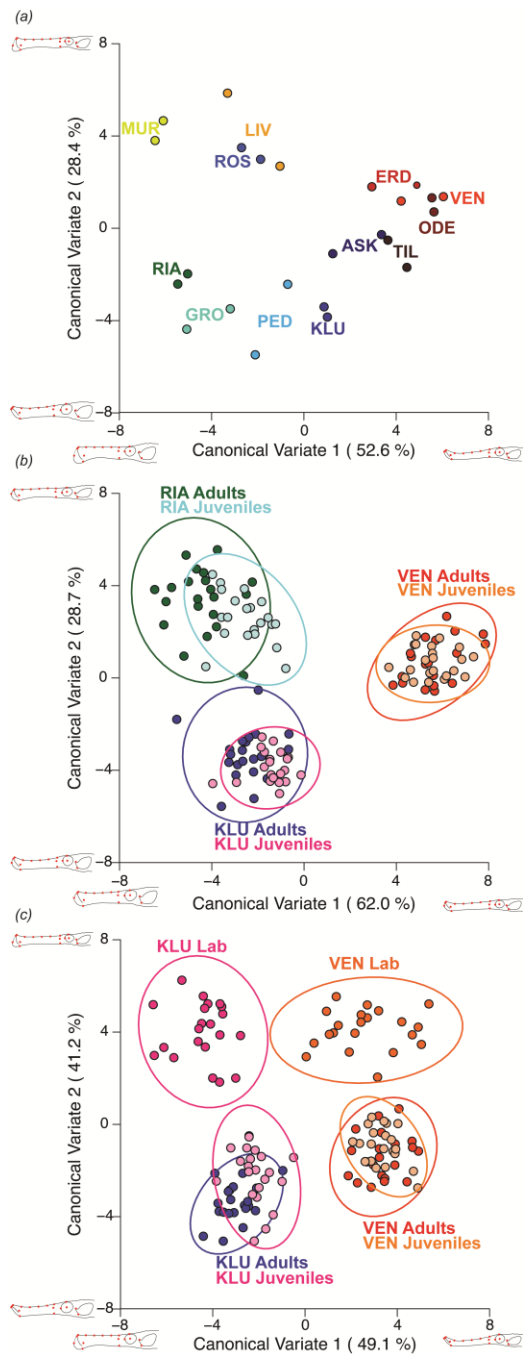 (a)
8
4
0
−4
−8
Canonical Variate 2 ( 28.4 %)
MUR
LIV
ROS
ERD
VEN
ODE
ASK
TIL
RIA
GRO
PED
KLU
−8
−4
0
4
8
Canonical Variate 1 ( 52.6 %)
(b)
8
4
0
−4
−8
Canonical Variate 2 ( 28.7 %)
RIA Adults
RIA Juveniles
VEN Adults
VEN Juveniles
KLU Adults
KLU Juveniles
−8
−4
0
4
8
Canonical Variate 1 ( 62.0 %)
(c)
8
4
0
−4
−8
Canonical Variate 2 ( 41.2 %)
KLU Lab
VEN Lab
VEN Adults
VEN Juveniles
KLU Adults
KLU Juveniles
−8
−4
0
4
8
Canonical Variate 1 ( 49.1 %)